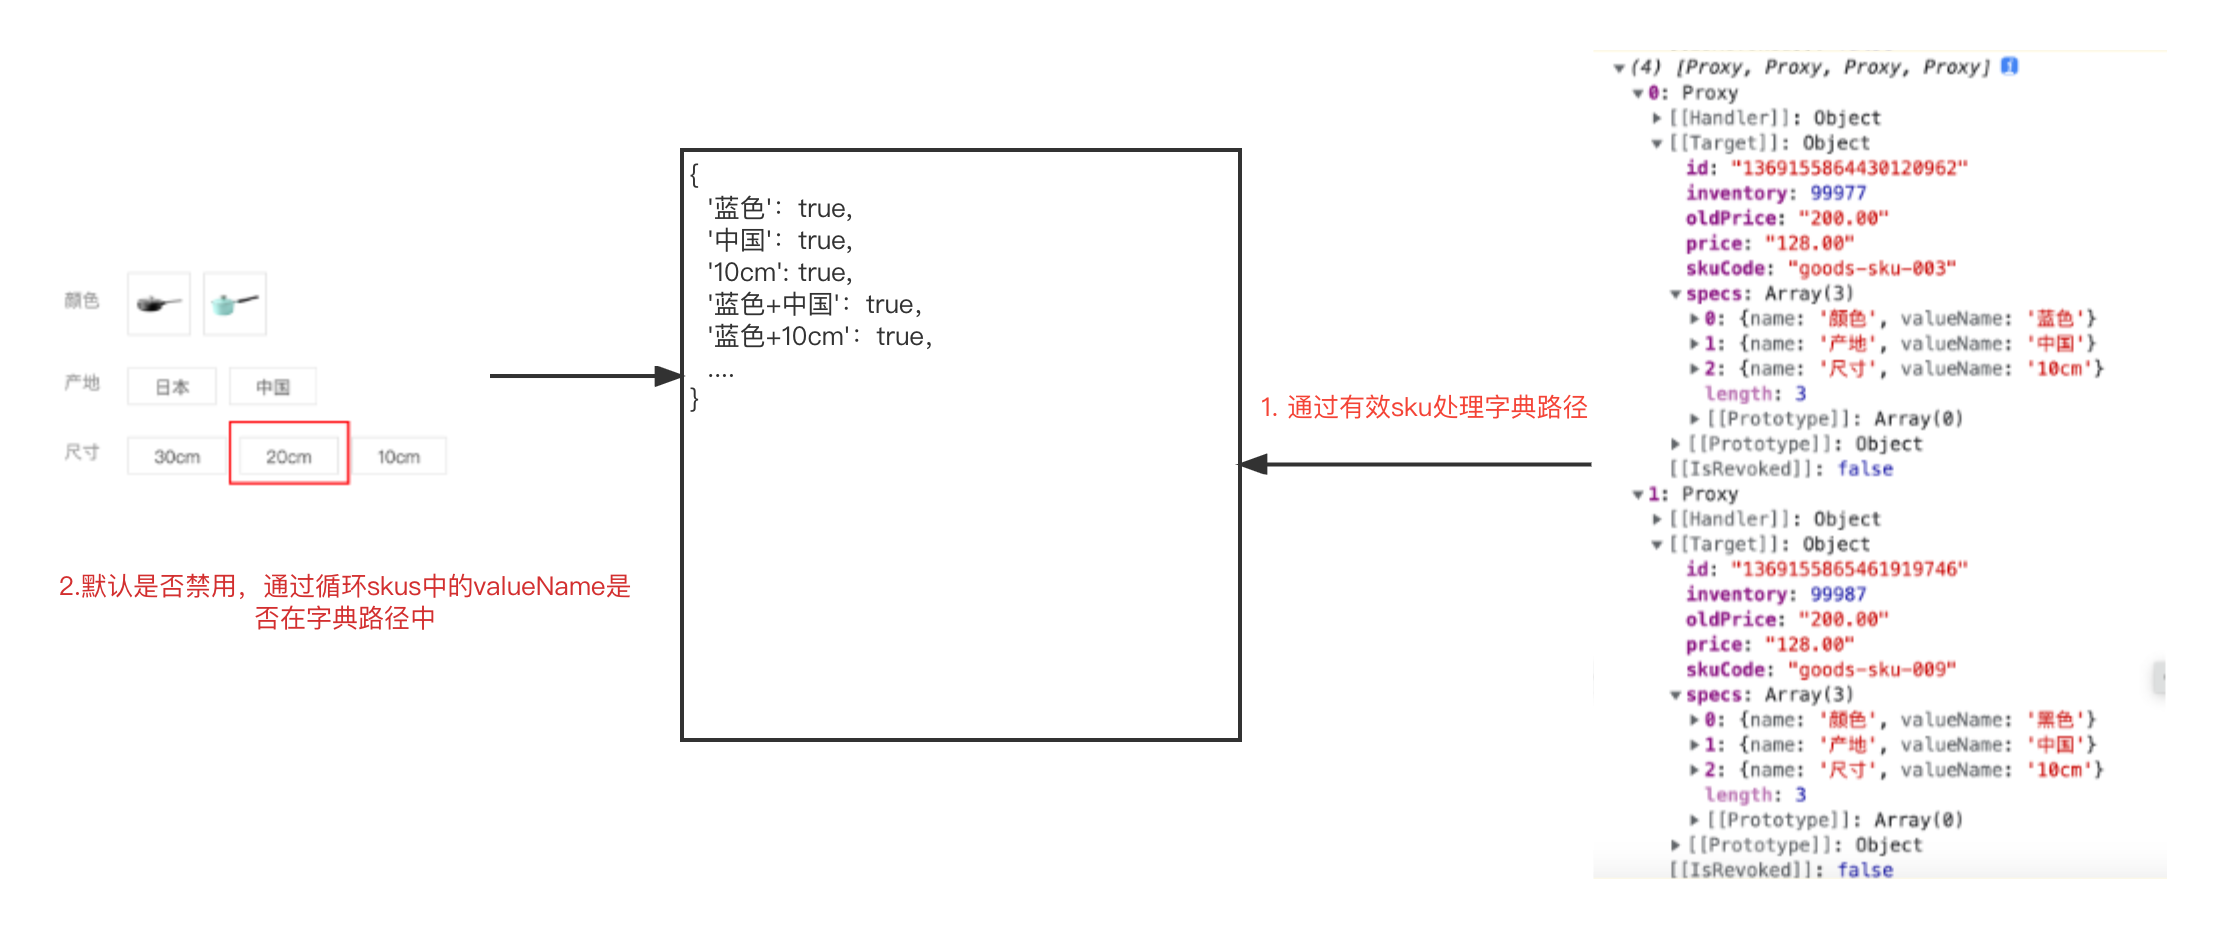 颜色
产地 日本 中国
尺寸 30cm 20cm 10cm
2.默认是否禁用，通过循环skus中的valueName是
否在字典路径中
{
'蓝色'：true,
'中国'：true,
'10cm': true,
'蓝色+中国'：true,
'蓝色+10cm'：true,
....
}
1. 通过有效sku处理字典路径
(4) [Proxy, Proxy, Proxy, Proxy] i
0: Proxy
[[Handler]]: Object
[[Target]]: Object
id: "1369155864430120962"
inventory: 99977
oldPrice: "200.00"
price: "128.00"
skuCode: "goods-sku-003"
specs: Array(3)
0: {name: '颜色', valueName: '蓝色'}
1: {name: '产地', valueName: '中国'}
2: {name: '尺寸', valueName: '10cm'}
length: 3
[[Prototype]]: Array(0)
[[Prototype]]: Object
[[IsRevoked]]: false
1: Proxy
[[Handler]]: Object
[[Target]]: Object
id: "1369155865461919746"
inventory: 99987
oldPrice: "200.00"
price: "128.00"
skuCode: "goods-sku-009"
specs: Array(3)
0: {name: '颜色', valueName: '黑色'}
1: {name: '产地', valueName: '中国'}
2: {name: '尺寸', valueName: '10cm'}
length: 3
[[Prototype]]: Array(0)
[[Prototype]]: Object
[[IsRevoked]]: false